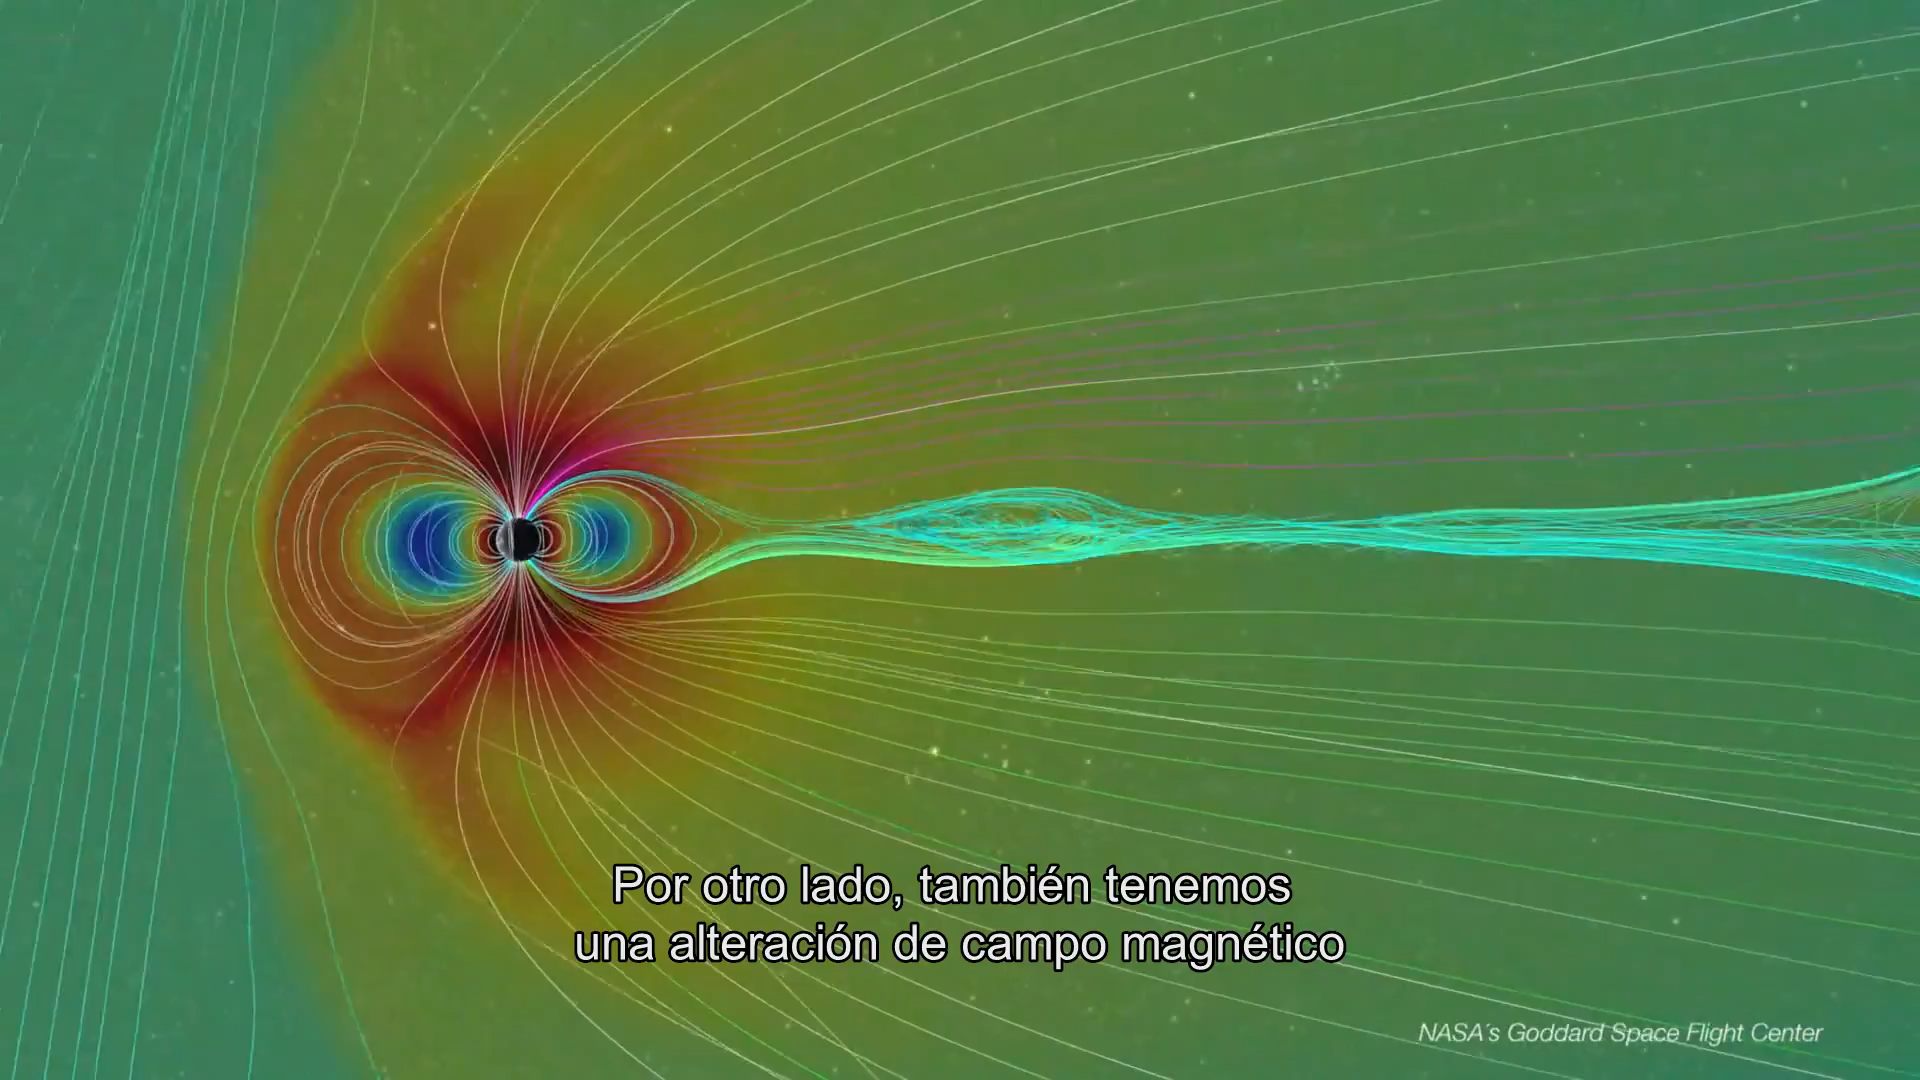 Por otro lado, también tenemos
una alteración de campo magnético
NASA's Goddard Space Flight Center